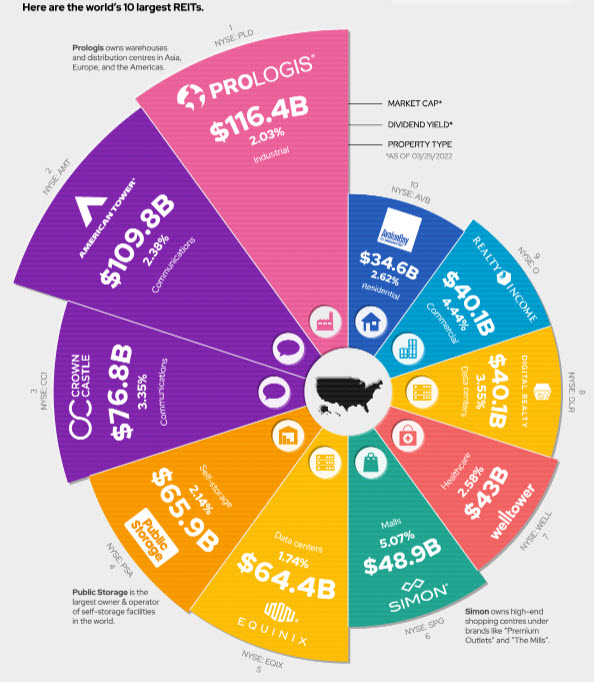 Here are the world's 10 largest REITs.
1
NYSE: PLD
Prologis owns warehouses
and distribution centres in Asia,
Europe, and the Americas.
PROLOGIS®
$116.4B
2.03%
Industrial
MARKET CAP*
DIVIDEND YIELD*
PROPERTY TYPE
*AS OF 03/25/2022
2
NYSE: AMT
AMERICAN TOWER®
$109.8B
2.38%
Communications
3
NYSE: CCI
CROWN
CASTLE
$76.8B
3.35%
Communications
4
NYSE: PSA
Public
Storage
$65.9B
2.14%
Self-storage
Public Storage is the
largest owner & operator
of self-storage facilities
in the world.
5
NYSE: EQIX
Data centers
1.74%
$64.4B
EQUINIX
6
NYSE: SPG
Malls
5.07%
$48.9B
SIMON®
Simon owns high-end
shopping centres under
brands like "Premium
Outlets" and "The Mills".
7
NYSE: WELL
Healthcare
2.58%
$43B
welltower
8
NYSE: DLR
DIGITAL REALTY
$40.1B
3.55%
Data centers
9
NYSE: O
REALTY INCOME
$40.1B
4.44%
Commercial
10
NYSE: AVB
AvalonBay
$34.6B
2.62%
Residential